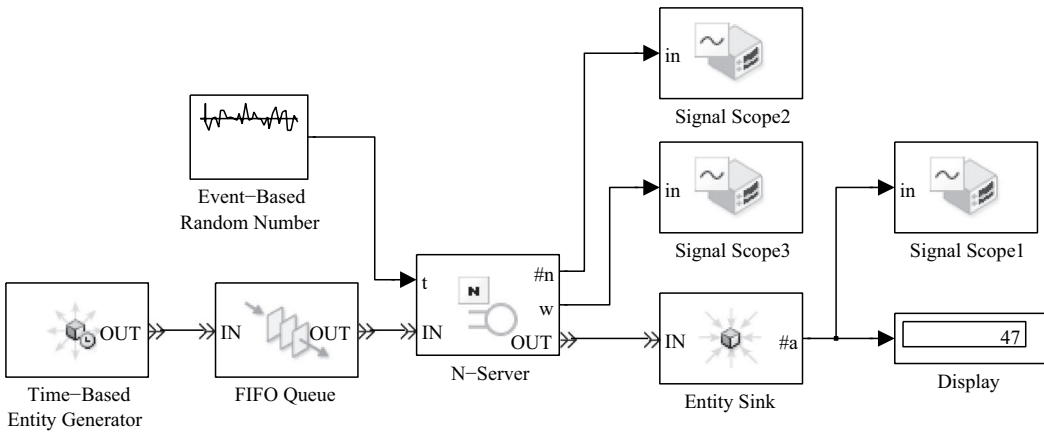 in
Signal Scope2
Event−Based
Random Number
in
Signal Scope3
in
Signal Scope1
t
N
#n
w
IN
OUT
N−Server
OUT
Time−Based
Entity Generator
IN
OUT
FIFO Queue
IN
#a
Entity Sink
47
Display